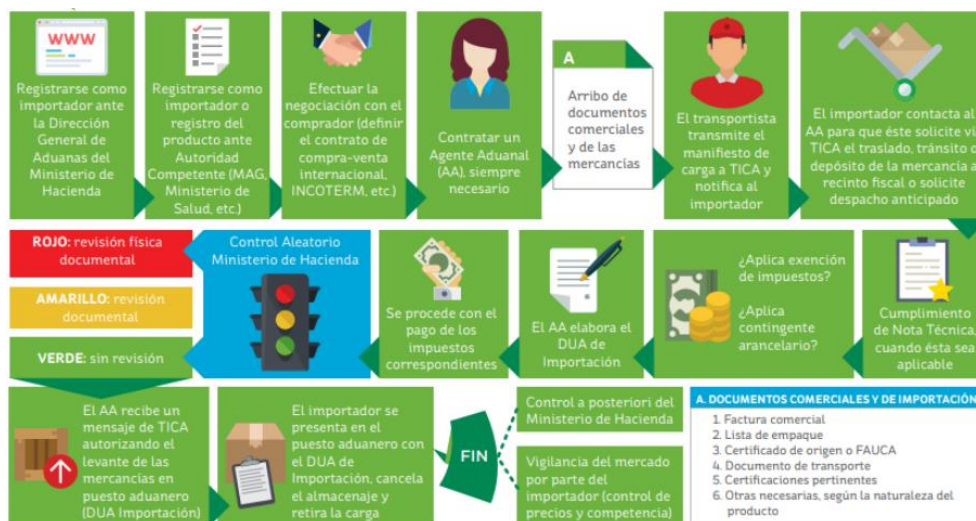 WWW
Registrarse como
importador ante
la Dirección
General de
Aduanas del
Ministerio de
Hacienda
Registrarse como
importador o
registro del
producto ante
Autoridad
Competente (MAG,
Ministerio de
Salud, etc.)
Efectuar la
negociación con el
comprador (definir
el contrato de
compra-venta
internacional,
INCOTERM, etc.)
Contratar un
Agente Aduanal
(AA), siempre
necesario
A
Arribo de
documentos
comerciales
y de las
mercancías
El transportista
transmite el
manifiesto de
carga a TICA y
notifica al
importador
El importador contacta al
AA para que éste solicite vía
TICA el traslado, tránsito o
depósito de la mercancía a
recinto fiscal o solicite
despacho anticipado
ROJO: revisión física
documental
AMARILLO: revisión
documental
VERDE: sin revisión
Control Aleatorio
Ministerio de Hacienda
Se procede con el
pago de los
impuestos
correspondientes
El AA elabora el
DUA de
Importación
¿Aplica exención
de impuestos?
¿Aplica
contingente
arancelario?
Cumplimiento
de Nota Técnica,
cuando ésta sea
aplicable
El AA recibe un
mensaje de TICA
autorizando el
levante de las
mercancías en
puesto aduanero
(DUA Importación)
El importador se
presenta en el
puesto aduanero con
el DUA de
Importación, cancela
el almacenaje y
retira la carga
FIN
Control a posteriori del
Ministerio de Hacienda
Vigilancia del mercado
por parte del
importador (control de
precios y competencia)
A. DOCUMENTOS COMERCIALES Y DE IMPORTACIÓN
1. Factura comercial
2. Lista de empaque
3. Certificado de origen o FAUCA
4. Documento de transporte
5. Certificaciones pertinentes
6. Otras necesarias, según la naturaleza del
producto